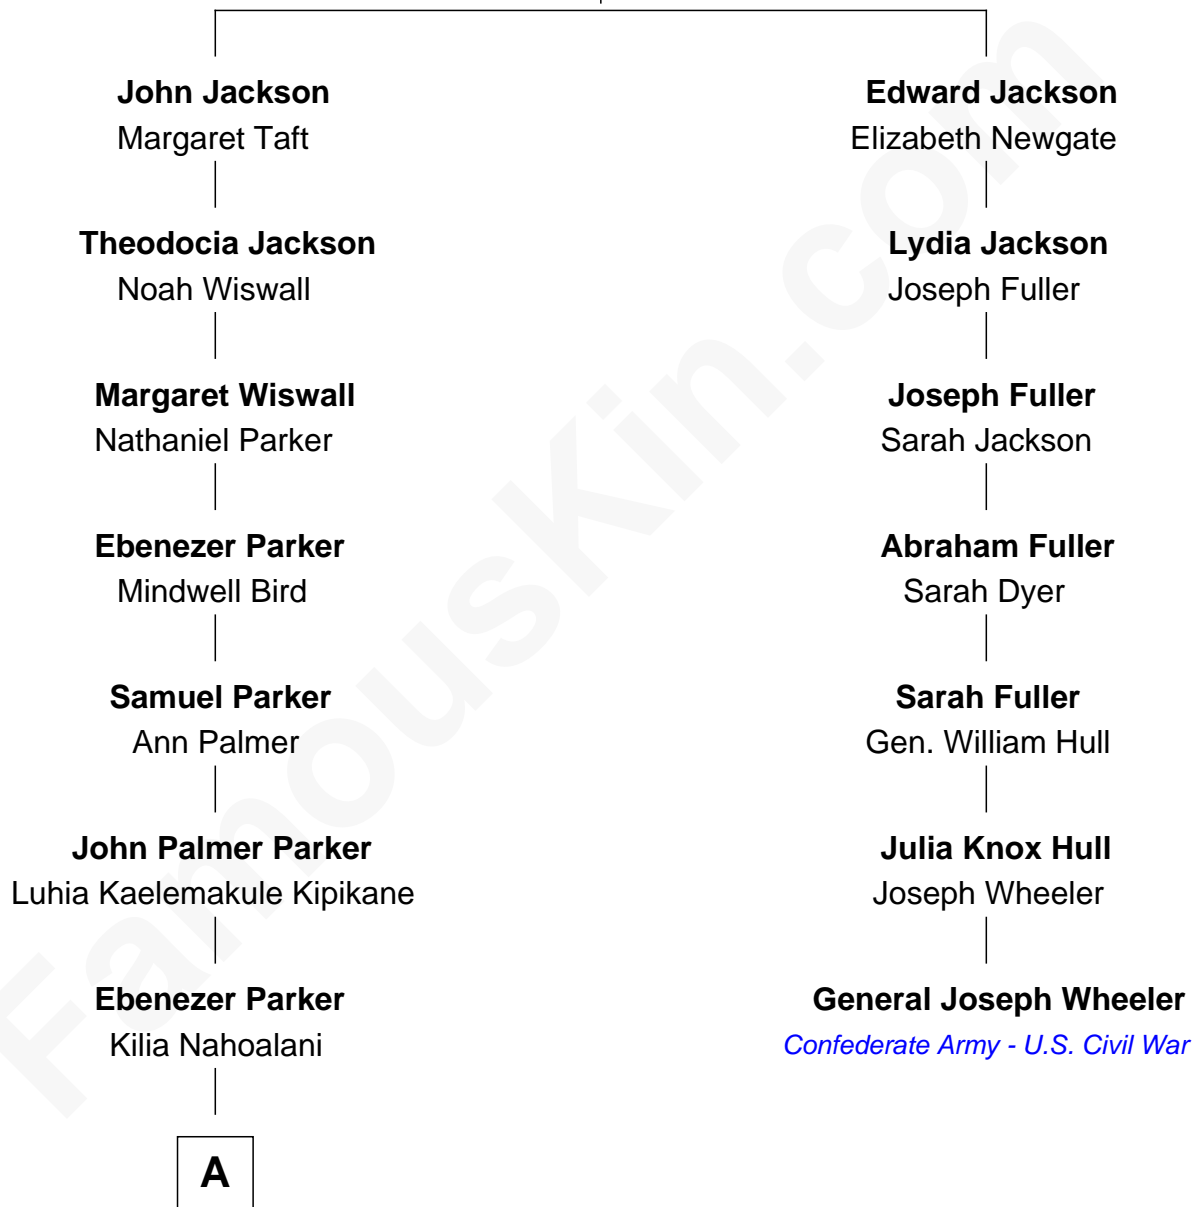 John Jackson
Margaret Taft
Theodocia Jackson
Noah Wiswall
Margaret Wiswall
Nathaniel Parker
Ebenezer Parker
Mindwell Bird
Samuel Parker
Ann Palmer
John Palmer Parker
Luhia Kaelemakule Kipikane
Ebenezer Parker
Kilia Nahoalani
A
Edward Jackson
Elizabeth Newgate
Lydia Jackson
Joseph Fuller
Joseph Fuller
Sarah Jackson
Abraham Fuller
Sarah Dyer
Sarah Fuller
Gen. William Hull
Julia Knox Hull
Joseph Wheeler
General Joseph Wheeler
Confederate Army - U.S. Civil War
FamousKin.com